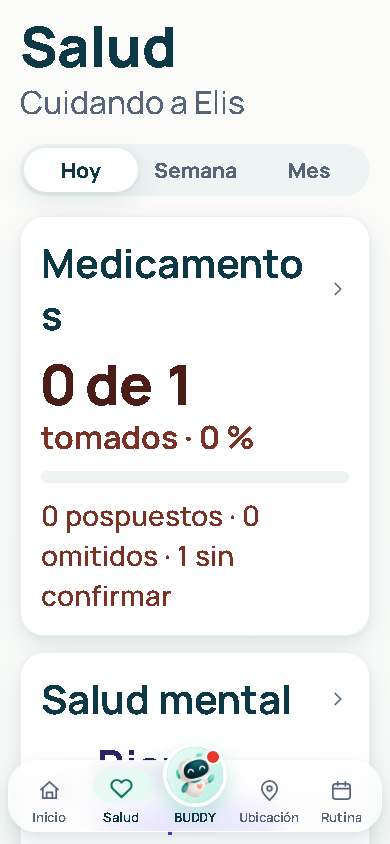 Salud
Cuidando a Elis
Hoy Semana Mes
Medicamento
s
0 de 1
tomados · 0 %
0 pospuestos · 0
omitidos · 1 sin
confirmar
Salud mental
Inicio Salud BUDDY Ubicación Rutina